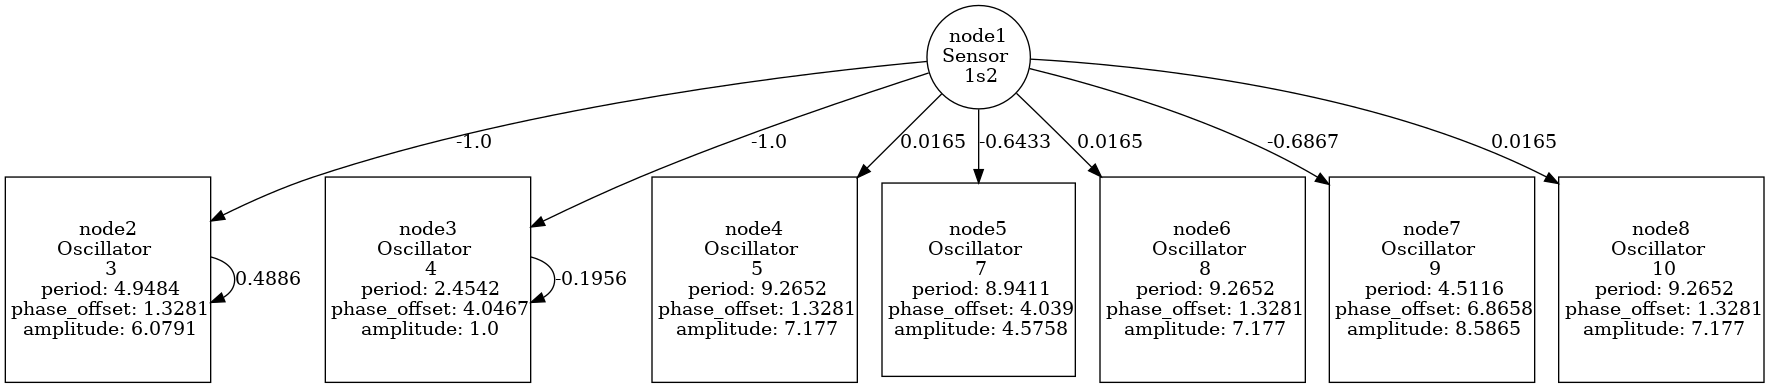 node1
Sensor
1s2
-1.0
-1.0
0.0165
-0.6433
0.0165
-0.6867
0.0165
node2
Oscillator
3
period: 4.9484
phase_offset: 1.3281
amplitude: 6.0791
0.4886
node3
Oscillator
4
period: 2.4542
phase_offset: 4.0467
amplitude: 1.0
-0.1956
node4
Oscillator
5
period: 9.2652
phase_offset: 1.3281
amplitude: 7.177
node5
Oscillator
7
period: 8.9411
phase_offset: 4.039
amplitude: 4.5758
node6
Oscillator
8
period: 9.2652
phase_offset: 1.3281
amplitude: 7.177
node7
Oscillator
9
period: 4.5116
phase_offset: 6.8658
amplitude: 8.5865
node8
Oscillator
10
period: 9.2652
phase_offset: 1.3281
amplitude: 7.177